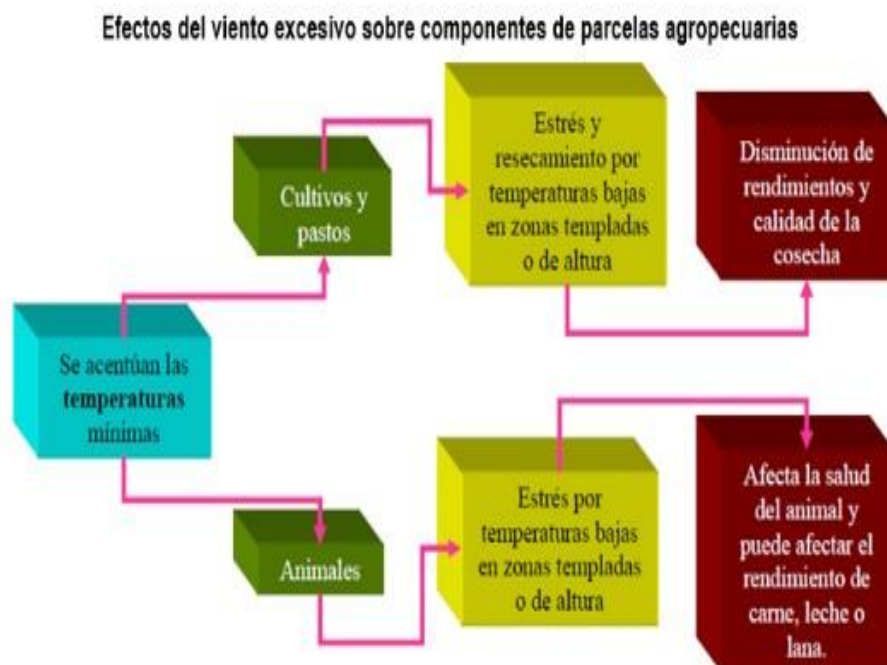 Efectos del viento excesivo sobre componentes de parcelas agropecuarias
Se acentúan las
temperaturas
mínimas
Cultivos y
pastos
Estrés y
resecamiento por
temperaturas bajas
en zonas templadas
o de altura
Disminución de
rendimientos y
calidad de la
cosecha
Animales
Estrés por
temperaturas bajas
en zonas templadas
o de altura
Afecta la salud
del animal y
puede afectar el
rendimiento de
carne, leche o
lana.